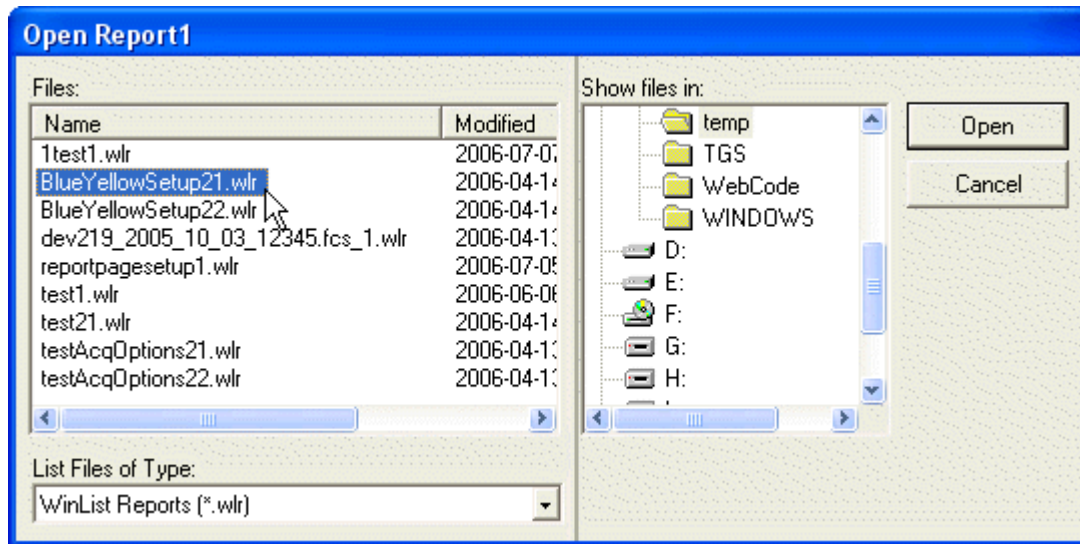 Open Report1
Files:
Name Modified
1test1.wlr 2006-07-07
BlueYellowSetup21.wlr 2006-04-14
BlueYellowSetup22.wlr 2006-04-14
dev219_2005_10_03_12345.fcs_1.wlr 2006-04-13
reportpagesetup1.wlr 2006-07-05
test1.wlr 2006-06-06
test21.wlr 2006-04-14
testAcqOptions21.wlr 2006-04-13
testAcqOptions22.wlr 2006-04-13
List Files of Type:
WinList Reports (*.wlr)
Show files in:
temp
TGS
WebCode
WINDOWS
D:
E:
F:
G:
H:
Open
Cancel